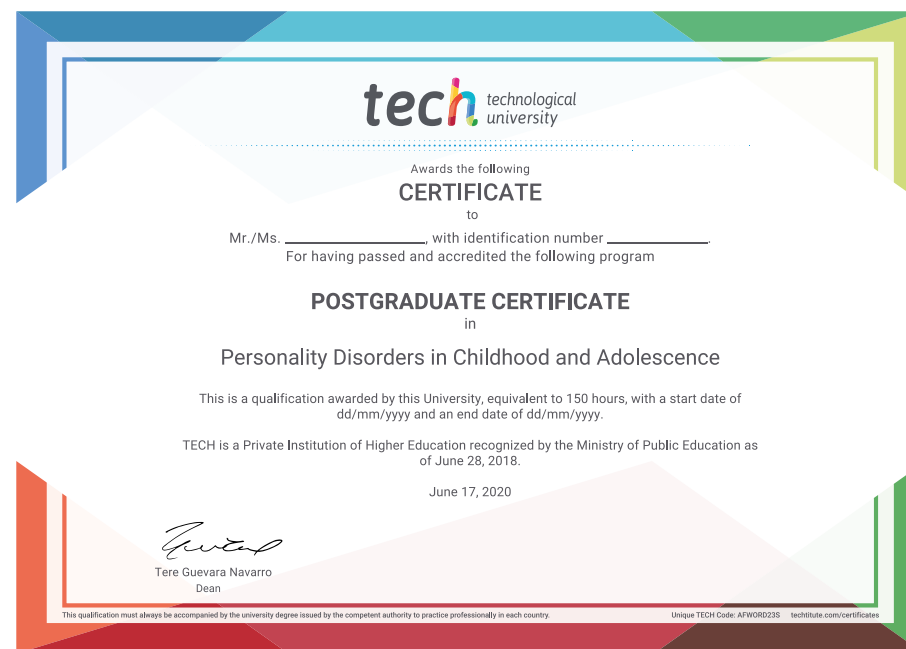 tech technological
university
Awards the following
CERTIFICATE
to
Mr./Ms. ____________________, with identification number ______________.
For having passed and accredited the following program
POSTGRADUATE CERTIFICATE
in
Personality Disorders in Childhood and Adolescence
This is a qualification awarded by this University, equivalent to 150 hours, with a start date of
dd/mm/yyyy and an end date of dd/mm/yyyy.
TECH is a Private Institution of Higher Education recognized by the Ministry of Public Education as
of June 28, 2018.
June 17, 2020
Tere Guevara Navarro
Dean
This qualification must always be accompanied by the university degree issued by the competent authority to practice professionally in each country. Unique TECH Code: AFWORD23S techtitute.com/certificates